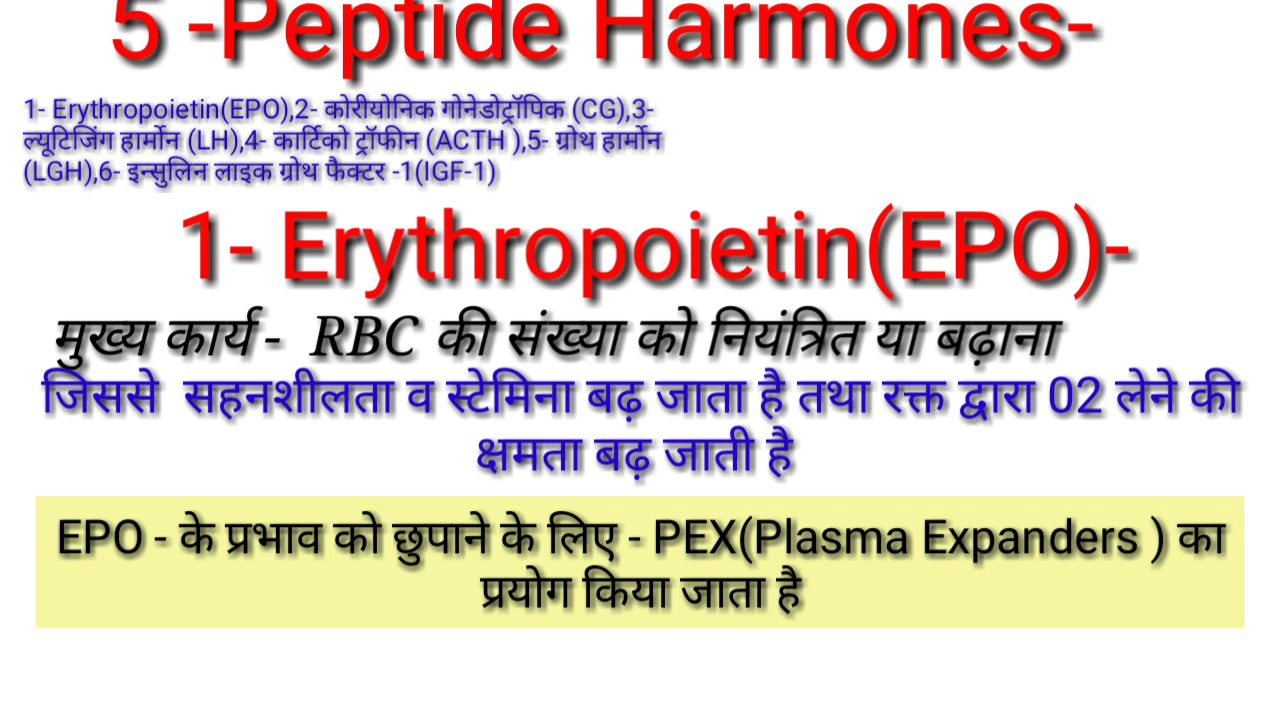 5 -Peptide Harmones-
1- Erythropoietin(EPO),2- कोरीयोनिक गोनेडोट्रॉपिक (CG),3-
ल्यूटिजिंग हार्मोन (LH),4- कार्टिको ट्रॉफीन (ACTH ),5- ग्रोथ हार्मोन
(LGH),6- इन्सुलिन लाइक ग्रोथ फैक्टर -1(IGF-1)
1- Erythropoietin(EPO)-
मुख्य कार्य - RBC की संख्या को नियंत्रित या बढ़ाना
जिससे सहनशीलता व स्टेमिना बढ़ जाता है तथा रक्त द्वारा 02 लेने की
क्षमता बढ़ जाती है
EPO - के प्रभाव को छुपाने के लिए - PEX(Plasma Expanders ) का
प्रयोग किया जाता है